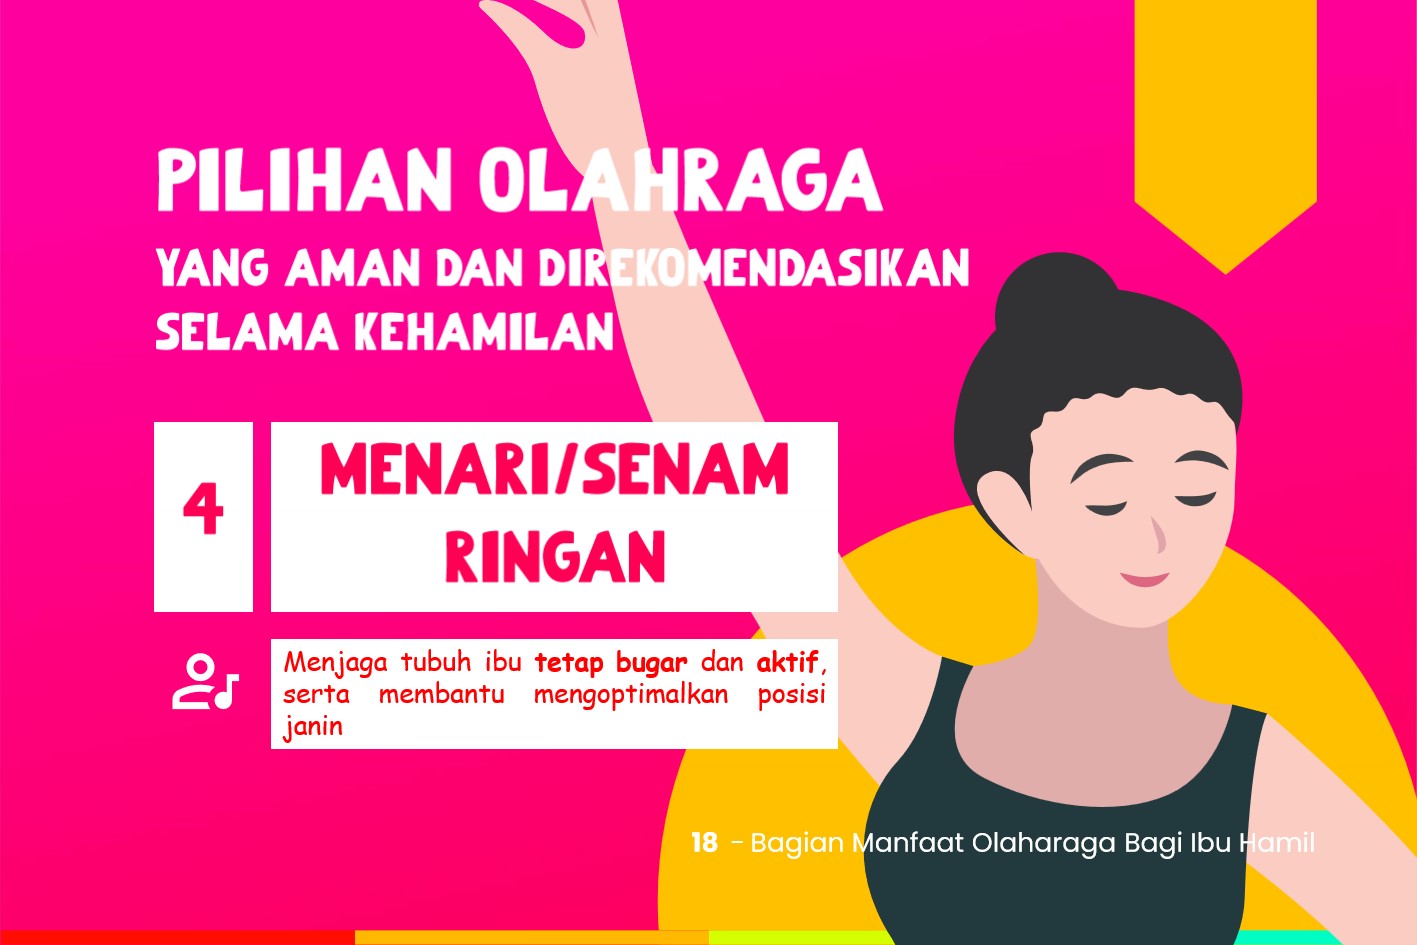 PILIHAN OLAHRAGA
YANG AMAN DAN DIREKOMENDASIKAN
SELAMA KEHAMILAN
4
MENARI/SENAM
RINGAN
Menjaga tubuh ibu tetap bugar dan aktif,
serta membantu mengoptimalkan posisi
janin
18 - Bagian Manfaat Olaharaga Bagi Ibu Hamil